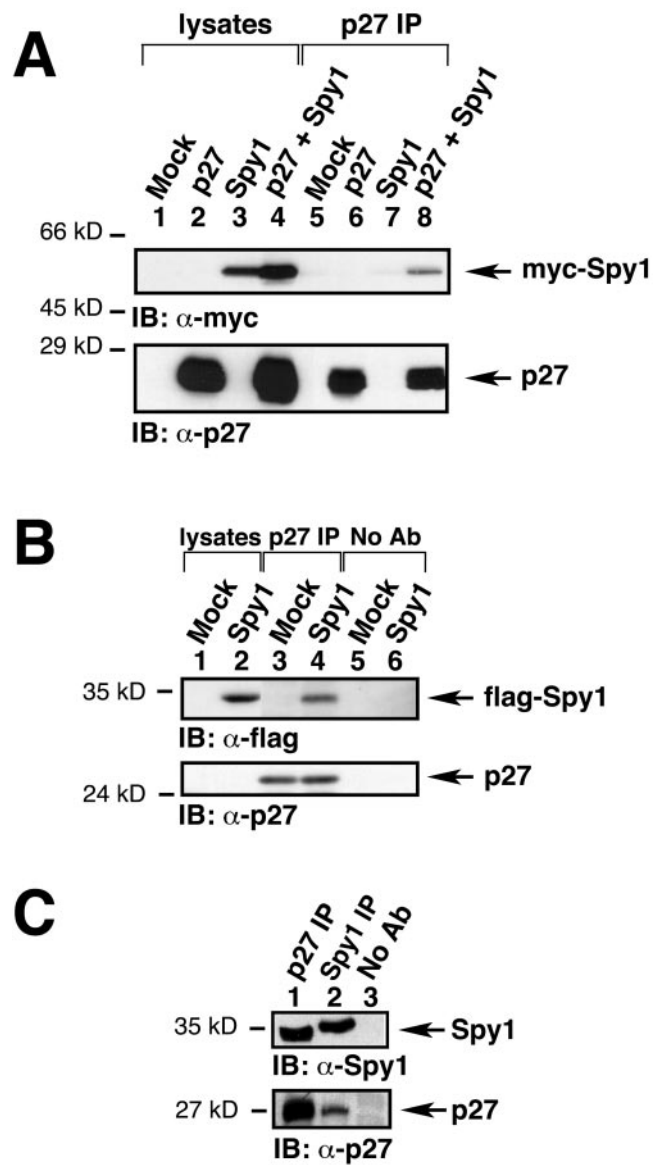 A
lysates p27 IP
Mock p27 Spy1 p27 + Spy1 Mock p27 Spy1 p27 + Spy1
1 2 3 4 5 6 7 8
66 kD
myc-Spy1
45 kD
IB: α-myc
29 kD
p27
IB: α-p27
B
lysates p27 IP No Ab
Mock Spy1 Mock Spy1 Mock Spy1
1 2 3 4 5 6
35 kD
flag-Spy1
IB: α-flag
p27
24 kD
IB: α-p27
C
p27 IP Spy1 IP No Ab
1 2 3
35 kD
Spy1
IB: α-Spy1
27 kD
p27
IB: α-p27